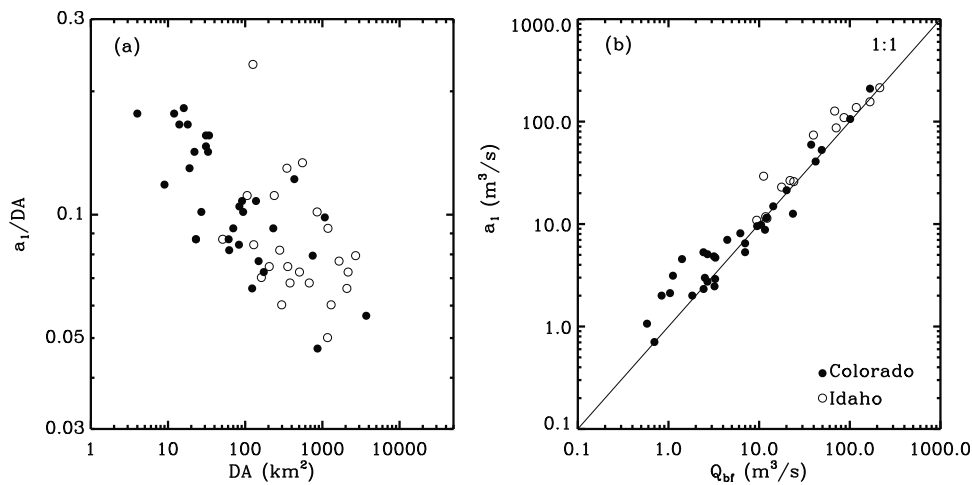 (a)
0.3
0.1
0.05
0.03
a₁/DA
1 10 100 1000 10000
DA (km²)
(b)
1:1
1000.0
100.0
10.0
1.0
0.1
a₁ (m³/s)
Colorado
Idaho
0.1 1.0 10.0 100.0 1000.0
Q_bf (m³/s)